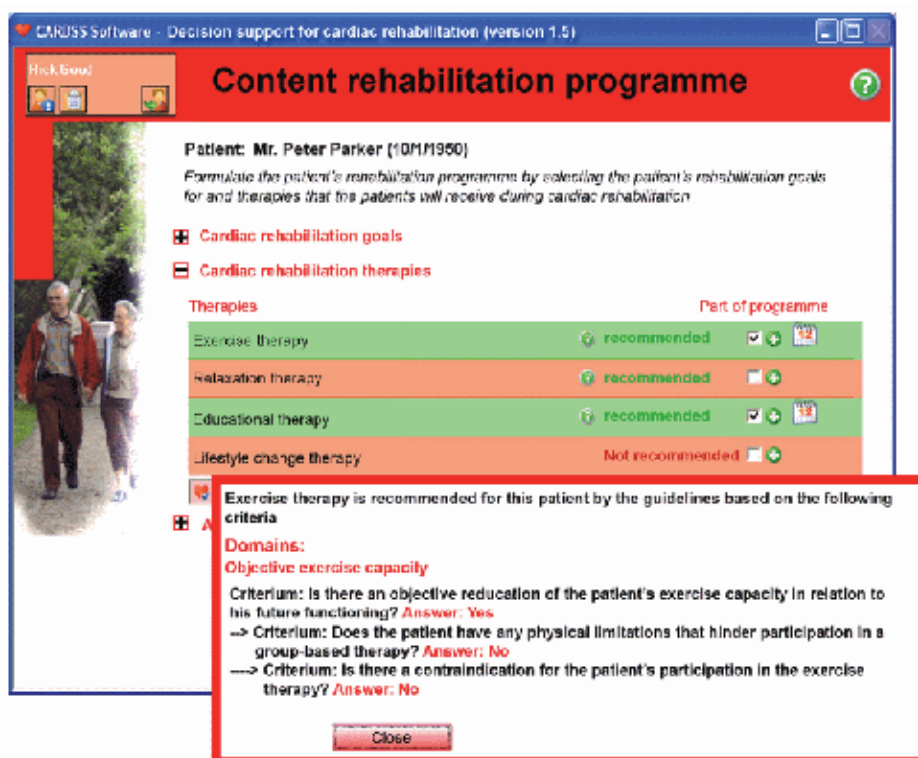 CARDSS Software - Decision support for cardiac rehabilitation (version 1.5)
Rick Goud
Content rehabilitation programme
Patient: Mr. Peter Parker (10/1/1950)
Formulate the patient's rehabilitation programme by selecting the patient's rehabilitation goals
for and therapies that the patients will receive during cardiac rehabilitation
Cardiac rehabilitation goals
Cardiac rehabilitation therapies
Therapies Part of programme
Exercise therapy recommended 12
Relaxation therapy recommended
Educational therapy recommended 12
Lifestyle change therapy Not recommended
A
Exercise therapy is recommended for this patient by the guidelines based on the following
criteria
Domains:
Objective exercise capacity
Criterium: Is there an objective reducation of the patient's exercise capacity in relation to
his future functioning? Answer: Yes
--> Criterium: Does the patient have any physical limitations that hinder participation in a
group-based therapy? Answer: No
----> Criterium: Is there a contraindication for the patient's participation in the exercise
therapy? Answer: No
Close